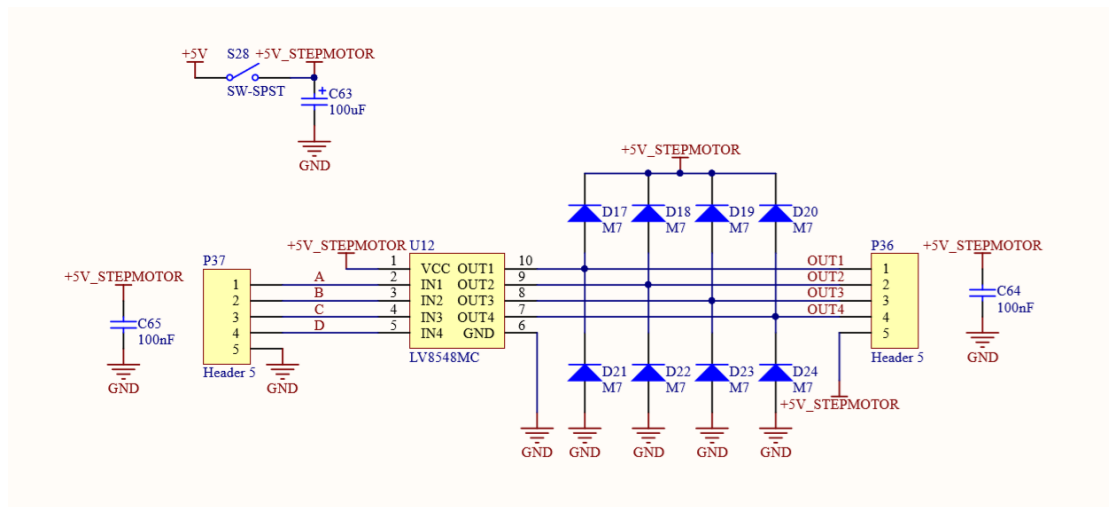 +5V S28 +5V_STEPMOTOR
SW-SPST
C63
100uF
GND
+5V_STEPMOTOR
D17 D18 D19 D20
M7 M7 M7 M7
+5V_STEPMOTOR U12
P37
P36
+5V_STEPMOTOR
+5V_STEPMOTOR
1 VCC OUT1 10 OUT1 1
1 A 2 IN1 OUT2 9 OUT2 2
2 B 3 IN2 OUT3 8 OUT3 3
3 C 4 IN3 OUT4 7 OUT4 4
4 D 5 IN4 GND 6 5
5
C65
100nF
C64
100nF
LV8548MC
Header 5
Header 5
GND
GND
GND
D21 D22 D23 D24
M7 M7 M7 M7
+5V_STEPMOTOR
GND GND GND GND GND